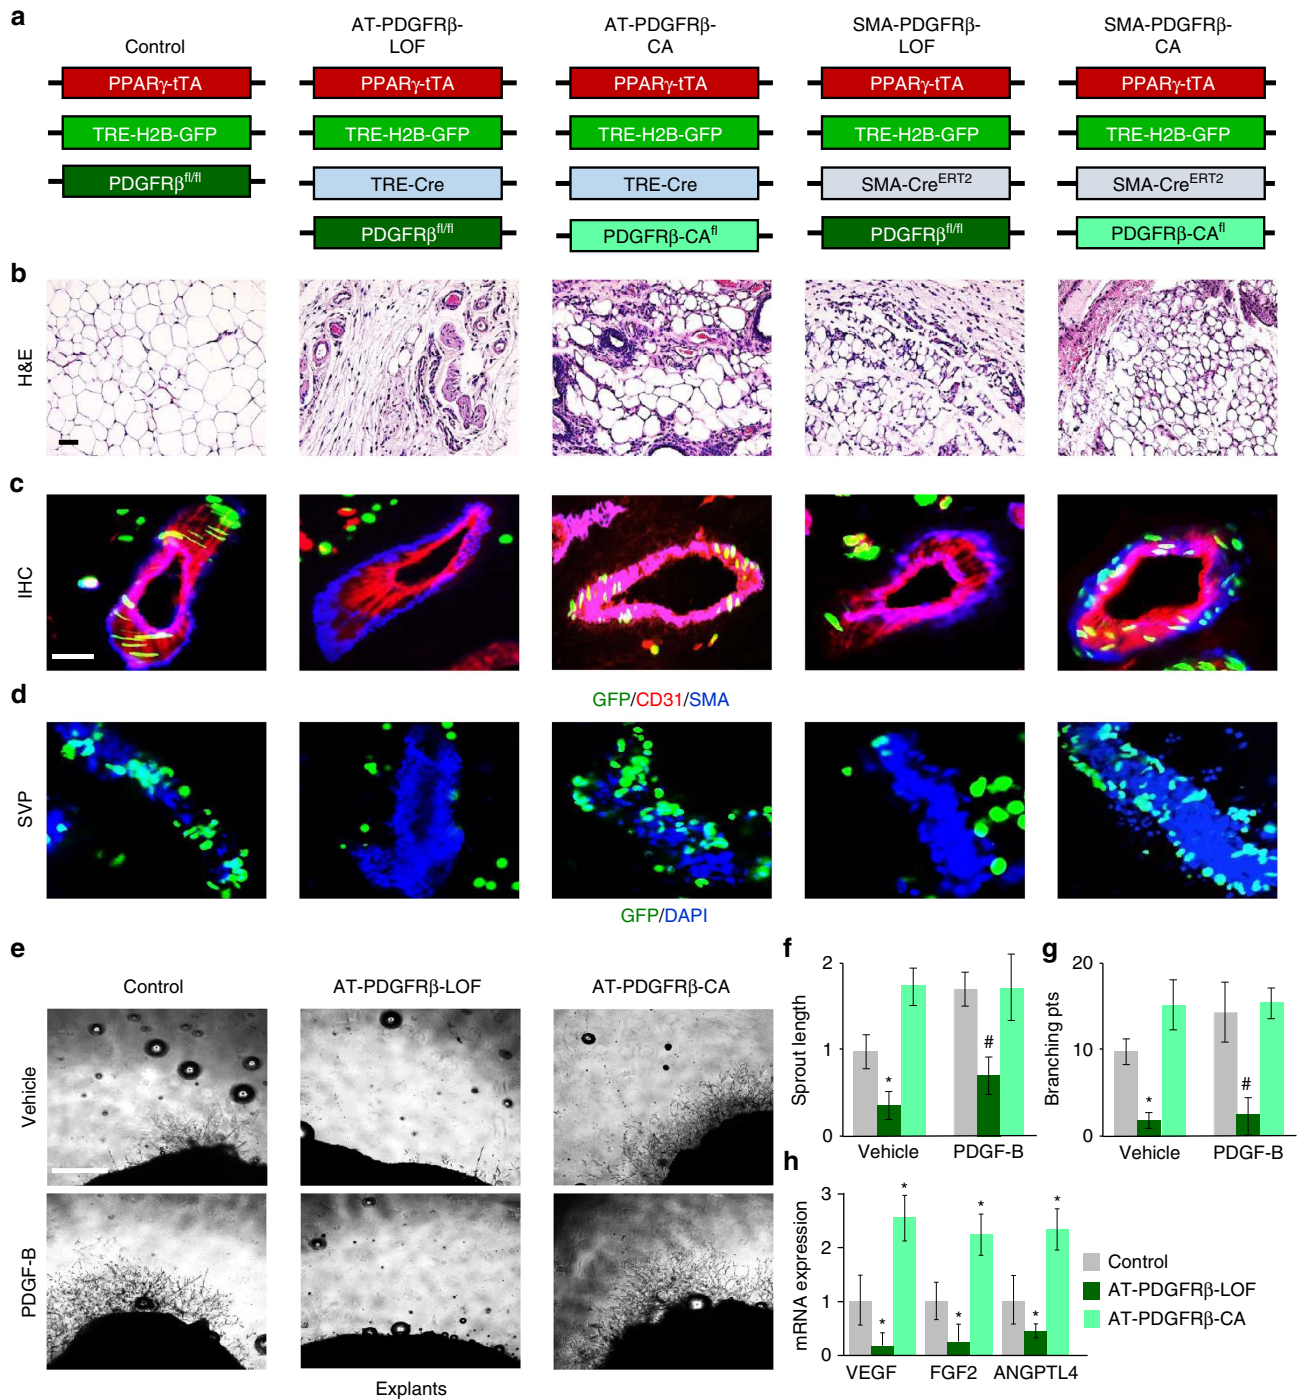 a
Control
AT-PDGFRβ-
LOF
AT-PDGFRβ-
CA
SMA-PDGFRβ-
LOF
SMA-PDGFRβ-
CA
PPARγ-tTA
PPARγ-tTA
PPARγ-tTA
PPARγ-tTA
PPARγ-tTA
TRE-H2B-GFP
TRE-H2B-GFP
TRE-H2B-GFP
TRE-H2B-GFP
TRE-H2B-GFP
PDGFRβfl/fl
TRE-Cre
TRE-Cre
SMA-CreERT2
SMA-CreERT2
PDGFRβfl/fl
PDGFRβ-CAfl
PDGFRβfl/fl
PDGFRβ-CAfl
b
H&E
c
IHC
GFP/CD31/SMA
d
SVP
GFP/DAPI
e
Control
AT-PDGFRβ-LOF
AT-PDGFRβ-CA
Vehicle
PDGF-B
Explants
f
Sprout length
2
1
0
*
#
Vehicle
PDGF-B
g
Branching pts
20
10
0
*
#
Vehicle
PDGF-B
h
mRNA expression
3
2
1
0
*
*
*
*
*
*
VEGF
FGF2
ANGPTL4
Control
AT-PDGFRβ-LOF
AT-PDGFRβ-CA